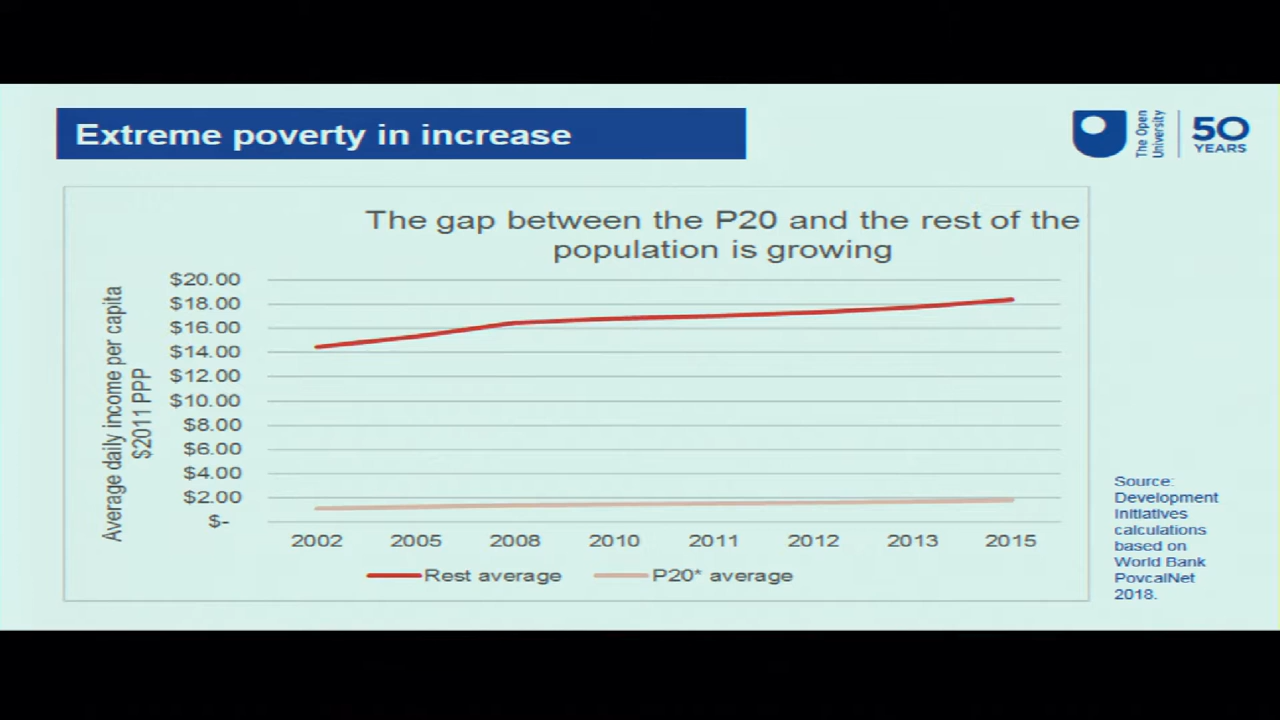 Extreme poverty in increase
The Open
University
50
YEARS
The gap between the P20 and the rest of the
population is growing
Average daily income per capita
$2011 PPP
$20.00
$18.00
$16.00
$14.00
$12.00
$10.00
$8.00
$6.00
$4.00
$2.00
$-
2002 2005 2008 2010 2011 2012 2013 2015
Rest average P20* average
Source:
Development
Initiatives
calculations
based on
World Bank
PovcalNet
2018.